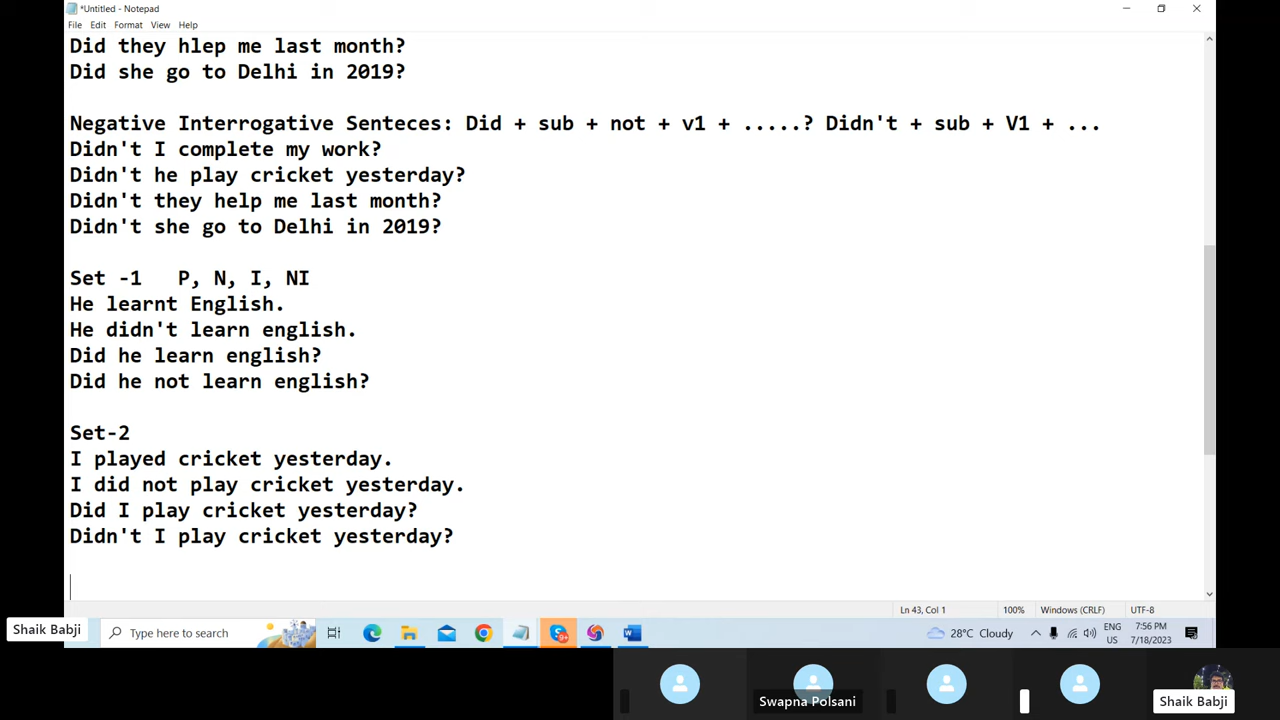 *Untitled - Notepad
File Edit Format View Help
Did they hlep me last month?
Did she go to Delhi in 2019?
Negative Interrogative Senteces: Did + sub + not + v1 + .....? Didn't + sub + V1 + ...
Didn't I complete my work?
Didn't he play cricket yesterday?
Didn't they help me last month?
Didn't she go to Delhi in 2019?
Set -1 P, N, I, NI
He learnt English.
He didn't learn english.
Did he learn english?
Did he not learn english?
Set-2
I played cricket yesterday.
I did not play cricket yesterday.
Did I play cricket yesterday?
Didn't I play cricket yesterday?
Ln 43, Col 1 100% Windows (CRLF) UTF-8
Shaik Babji
Type here to search
28°C Cloudy
ENG
US
7:56 PM
7/18/2023
Swapna Polsani
Shaik Babji